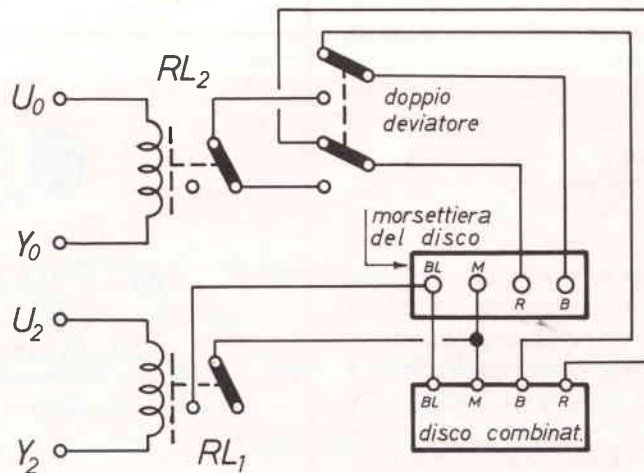 RL2
U0
doppio
deviatore
Y0
morsettiera
del disco
BL M R B
U2
BL M B R
disco combinat.
RL1
Y2